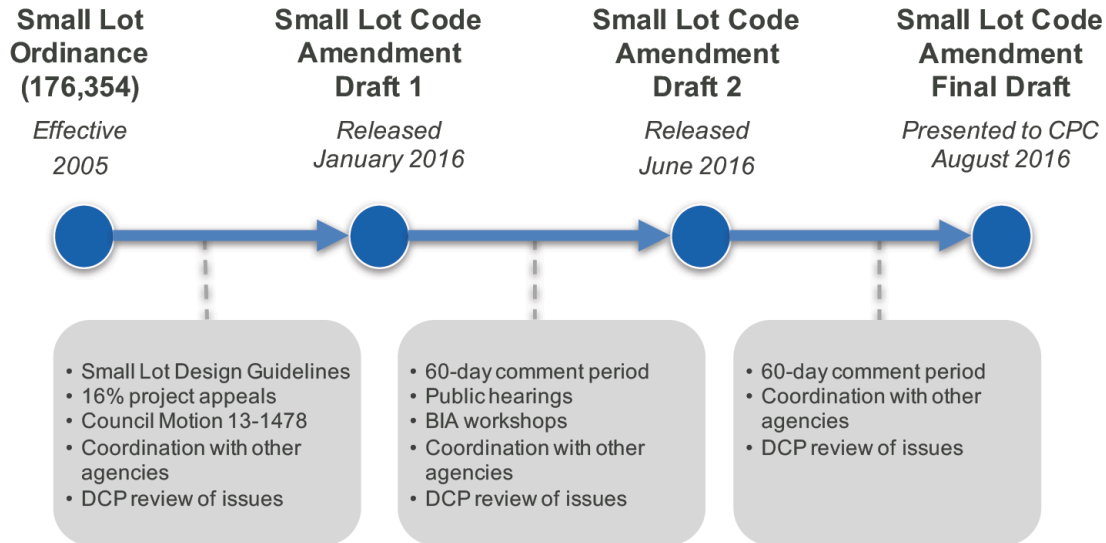 Small Lot
Ordinance
(176,354)
Effective
2005
Small Lot Code
Amendment
Draft 1
Released
January 2016
Small Lot Code
Amendment
Draft 2
Released
June 2016
Small Lot Code
Amendment
Final Draft
Presented to CPC
August 2016
• Small Lot Design Guidelines
• 16% project appeals
• Council Motion 13-1478
• Coordination with other
agencies
• DCP review of issues
• 60-day comment period
• Public hearings
• BIA workshops
• Coordination with other
agencies
• DCP review of issues
• 60-day comment period
• Coordination with other
agencies
• DCP review of issues